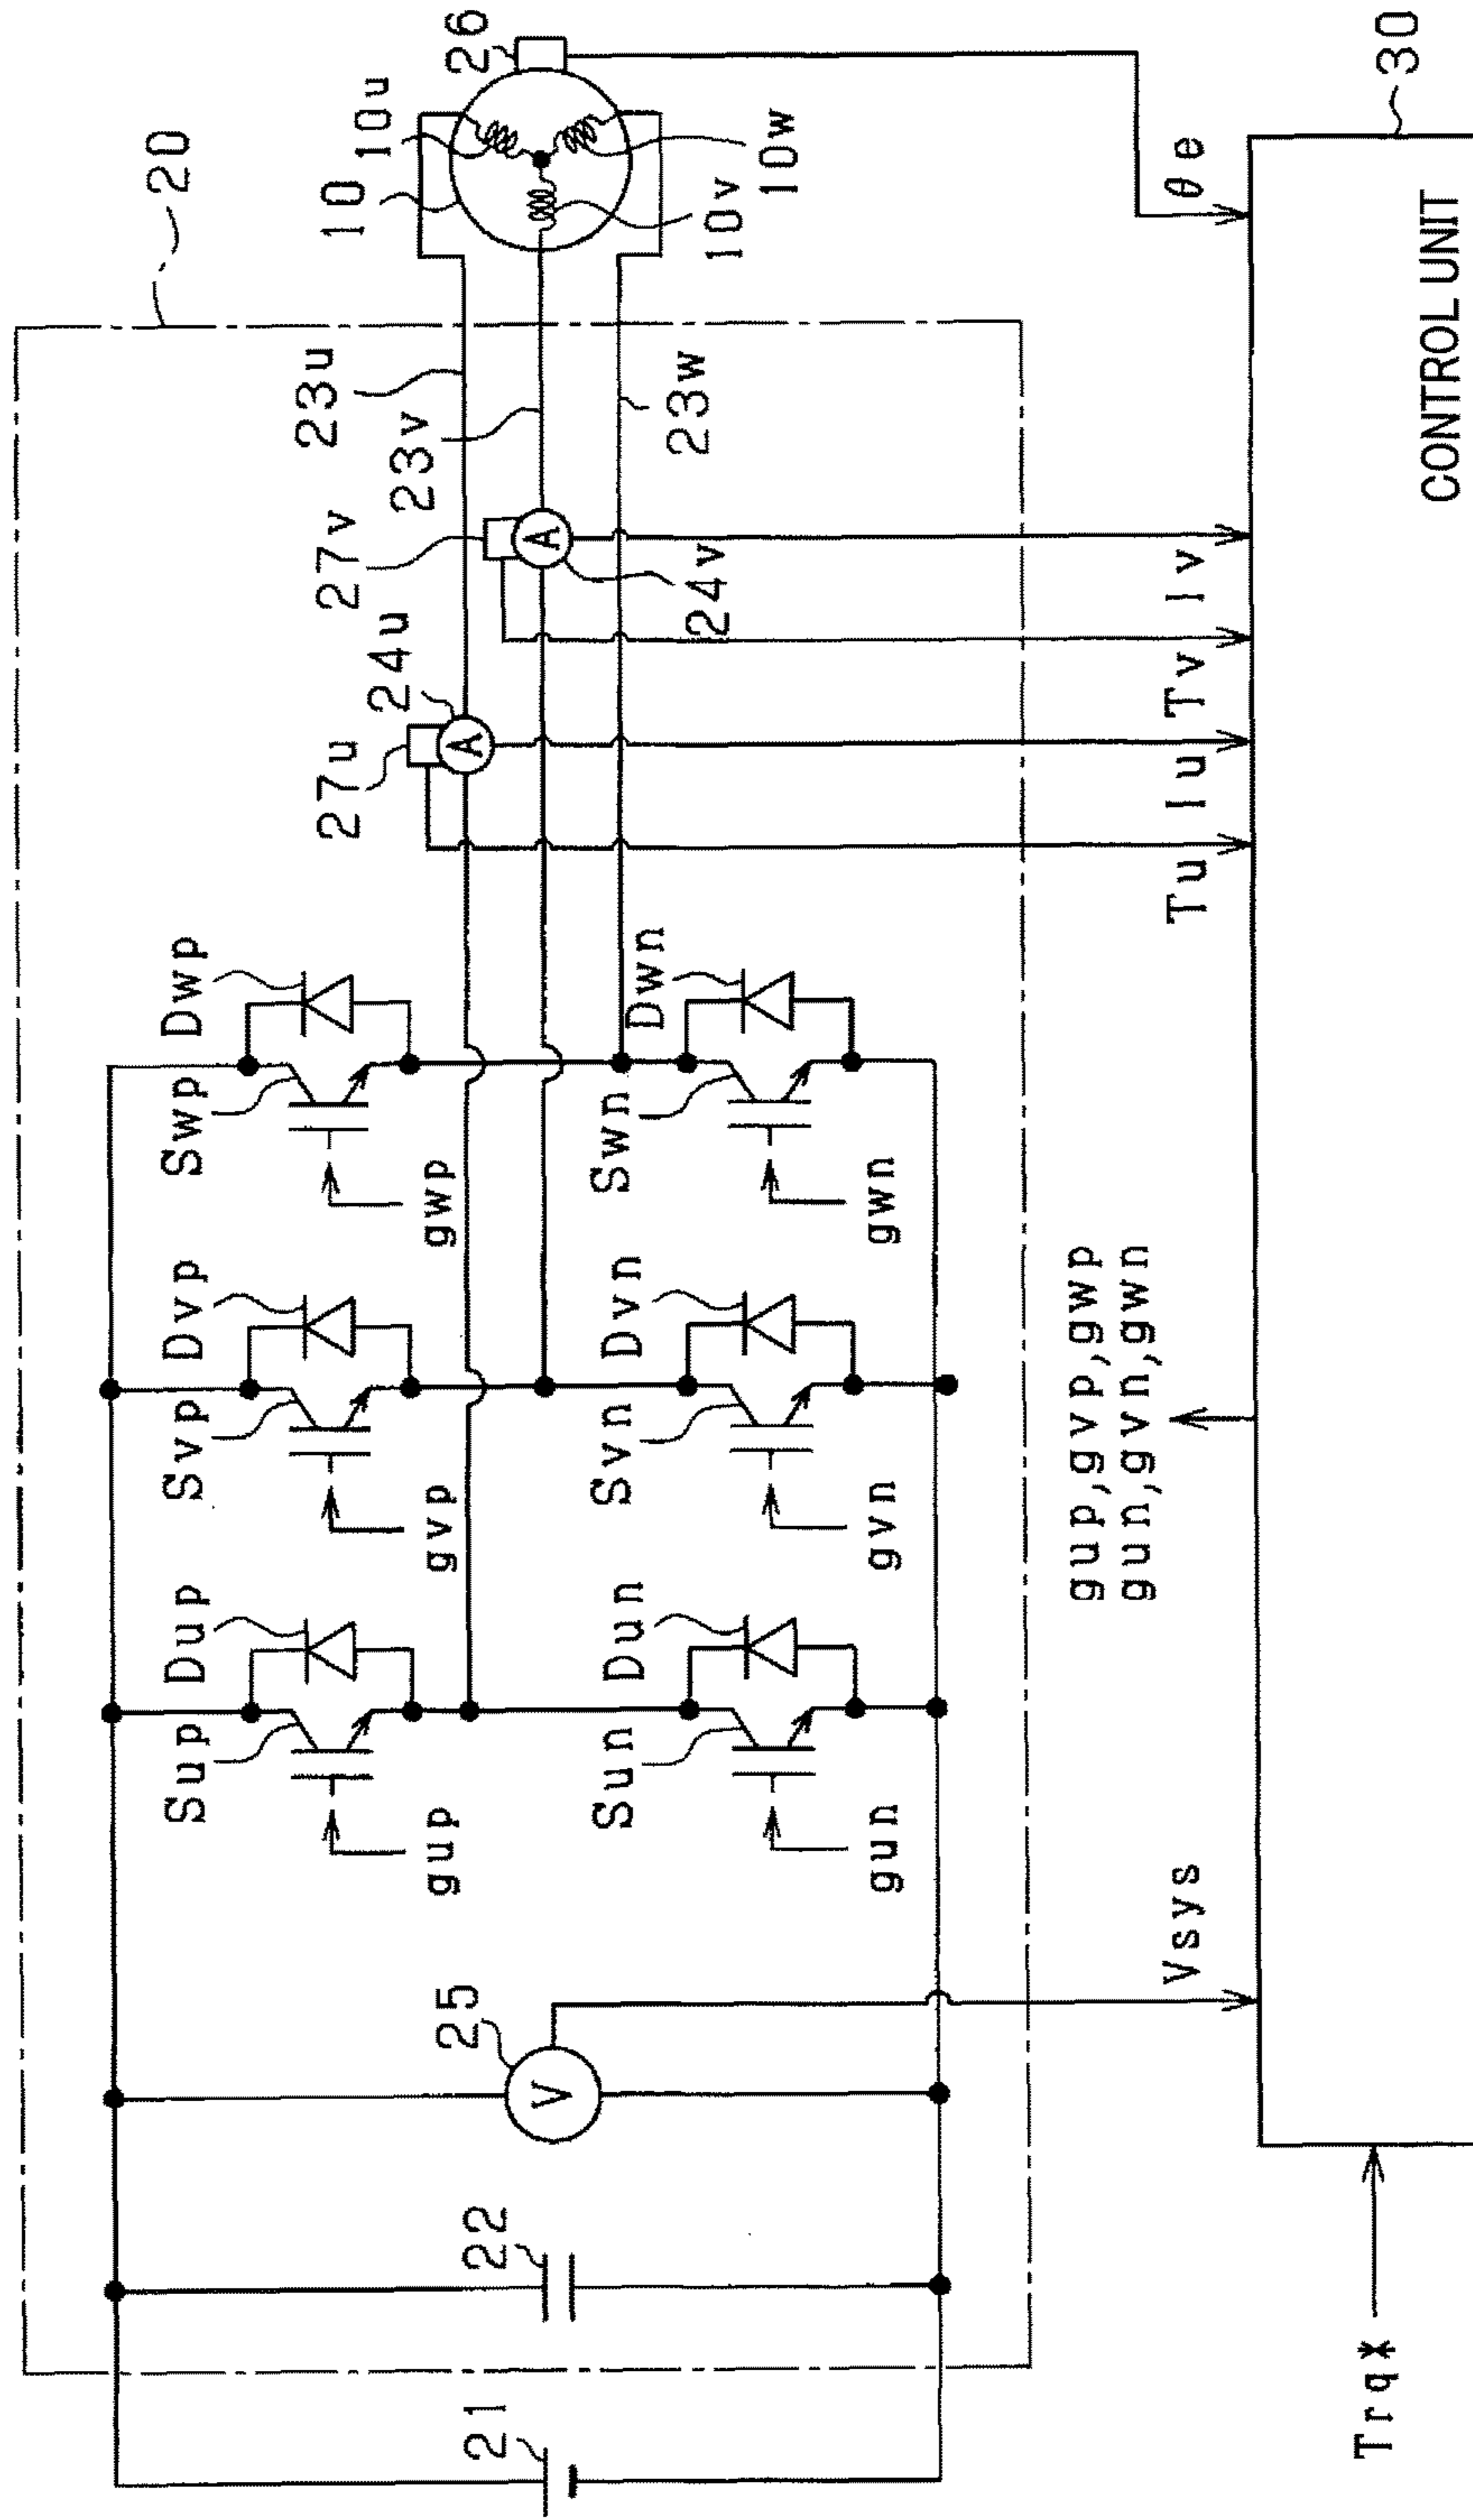 20
10
10u
26
23u
23v
27v
24u
27u
10v
10w
23w
24v
Dwp
Swp
gwp
Dvp
Svp
gvp
Dup
Sup
gup
Dwn
Swn
gwn
Dvn
Svn
gvn
Dun
Sun
gun
25
V
22
21
A
A
Vsys
gup,gvp,gwp
gun,gvn,gwn
Tu
Iu
Tv
Iv
θe
Trq*
CONTROL UNIT
30